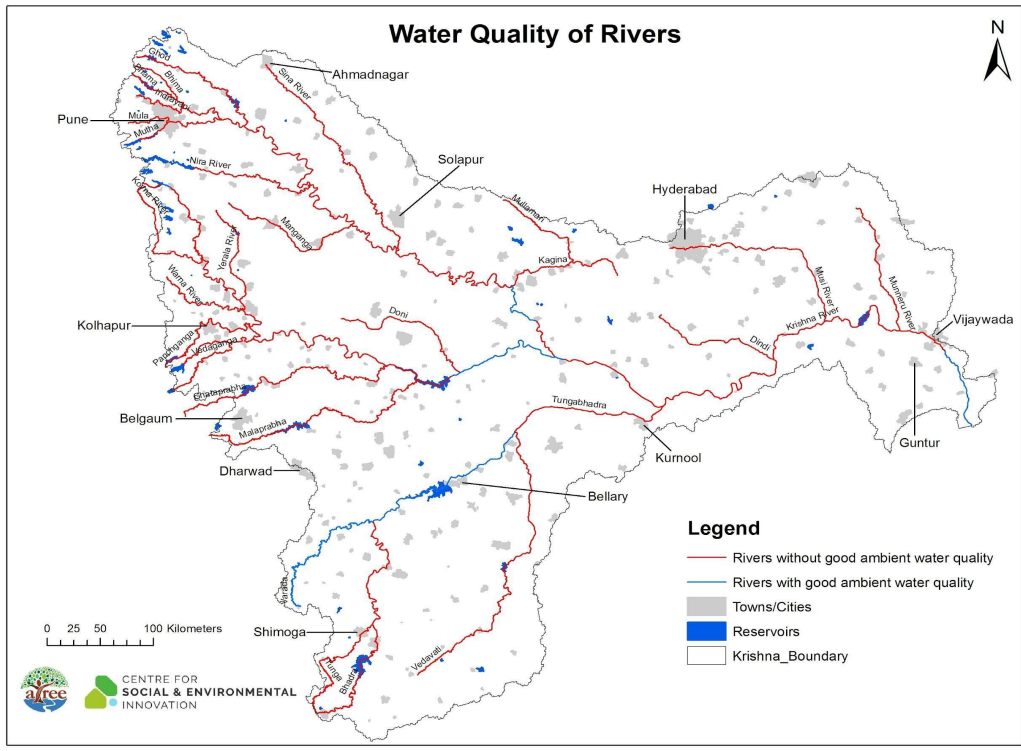 Water Quality of Rivers
N
Ghod
Bhama
Bhima
Indrayani
Mula
Mutha
Pune
Ahmadnagar
Sina River
Nira River
Solapur
Koyna River
Manganga
Yerala River
Warna River
Mullamari
Kagina
Hyderabad
Musi River
Munneru River
Krishna River
Vijaywada
Kolhapur
Panchganga
Vedaganga
Doni
Dindi
Ghataprabha
Belgaum
Malaprabha
Tungabhadra
Kurnool
Guntur
Dharwad
Bellary
Varada
Shimoga
Tunga
Bhadra
Vedavati
Legend
Rivers without good ambient water quality
Rivers with good ambient water quality
Towns/Cities
Reservoirs
Krishna_Boundary
0 25 50 100 Kilometers
atree
CENTRE FOR
SOCIAL & ENVIRONMENTAL
INNOVATION